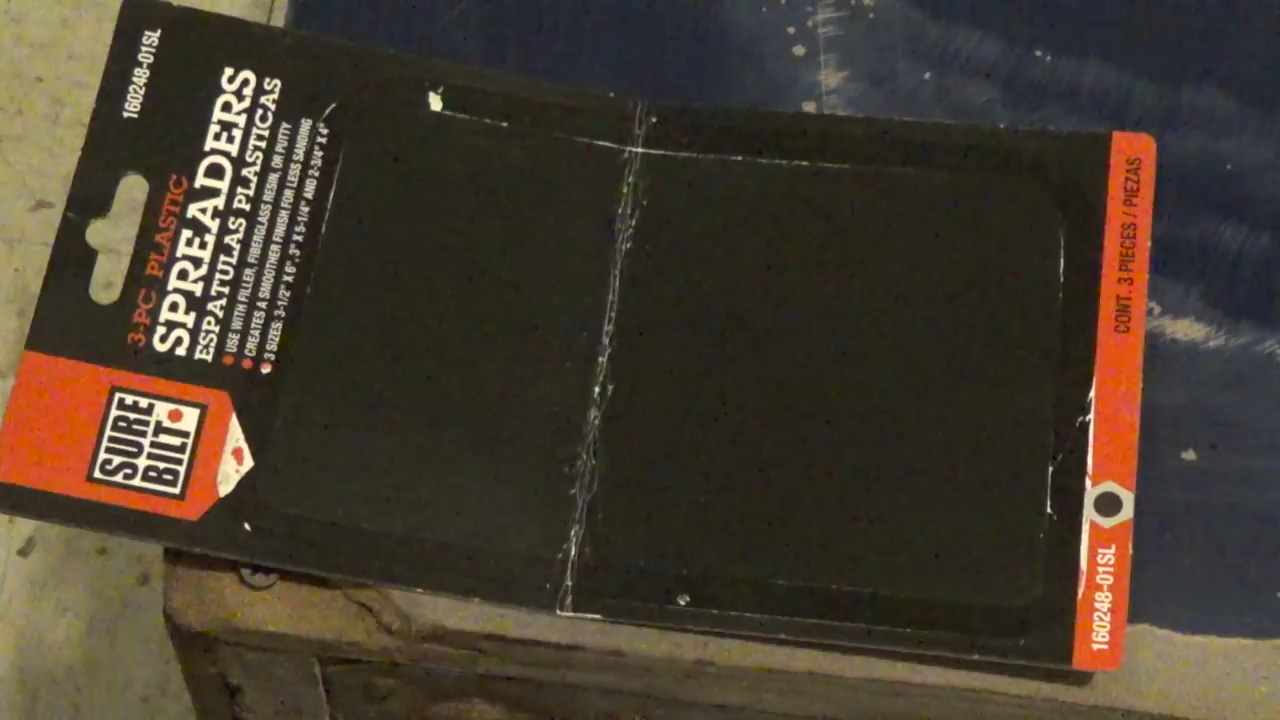 160248-01SL
3-PC PLASTIC
SPREADERS
ESPATULAS PLASTICAS
USE WITH FILLER, FIBERGLASS RESIN, OR PUTTY
CREATES A SMOOTHER FINISH FOR LESS SANDING
3 SIZES: 3-1/2" X 6", 3" X 5-1/4" AND 2-3/4" X 4"
SURE
BILT
CONT. 3 PIECES / PIEZAS
160248-01SL